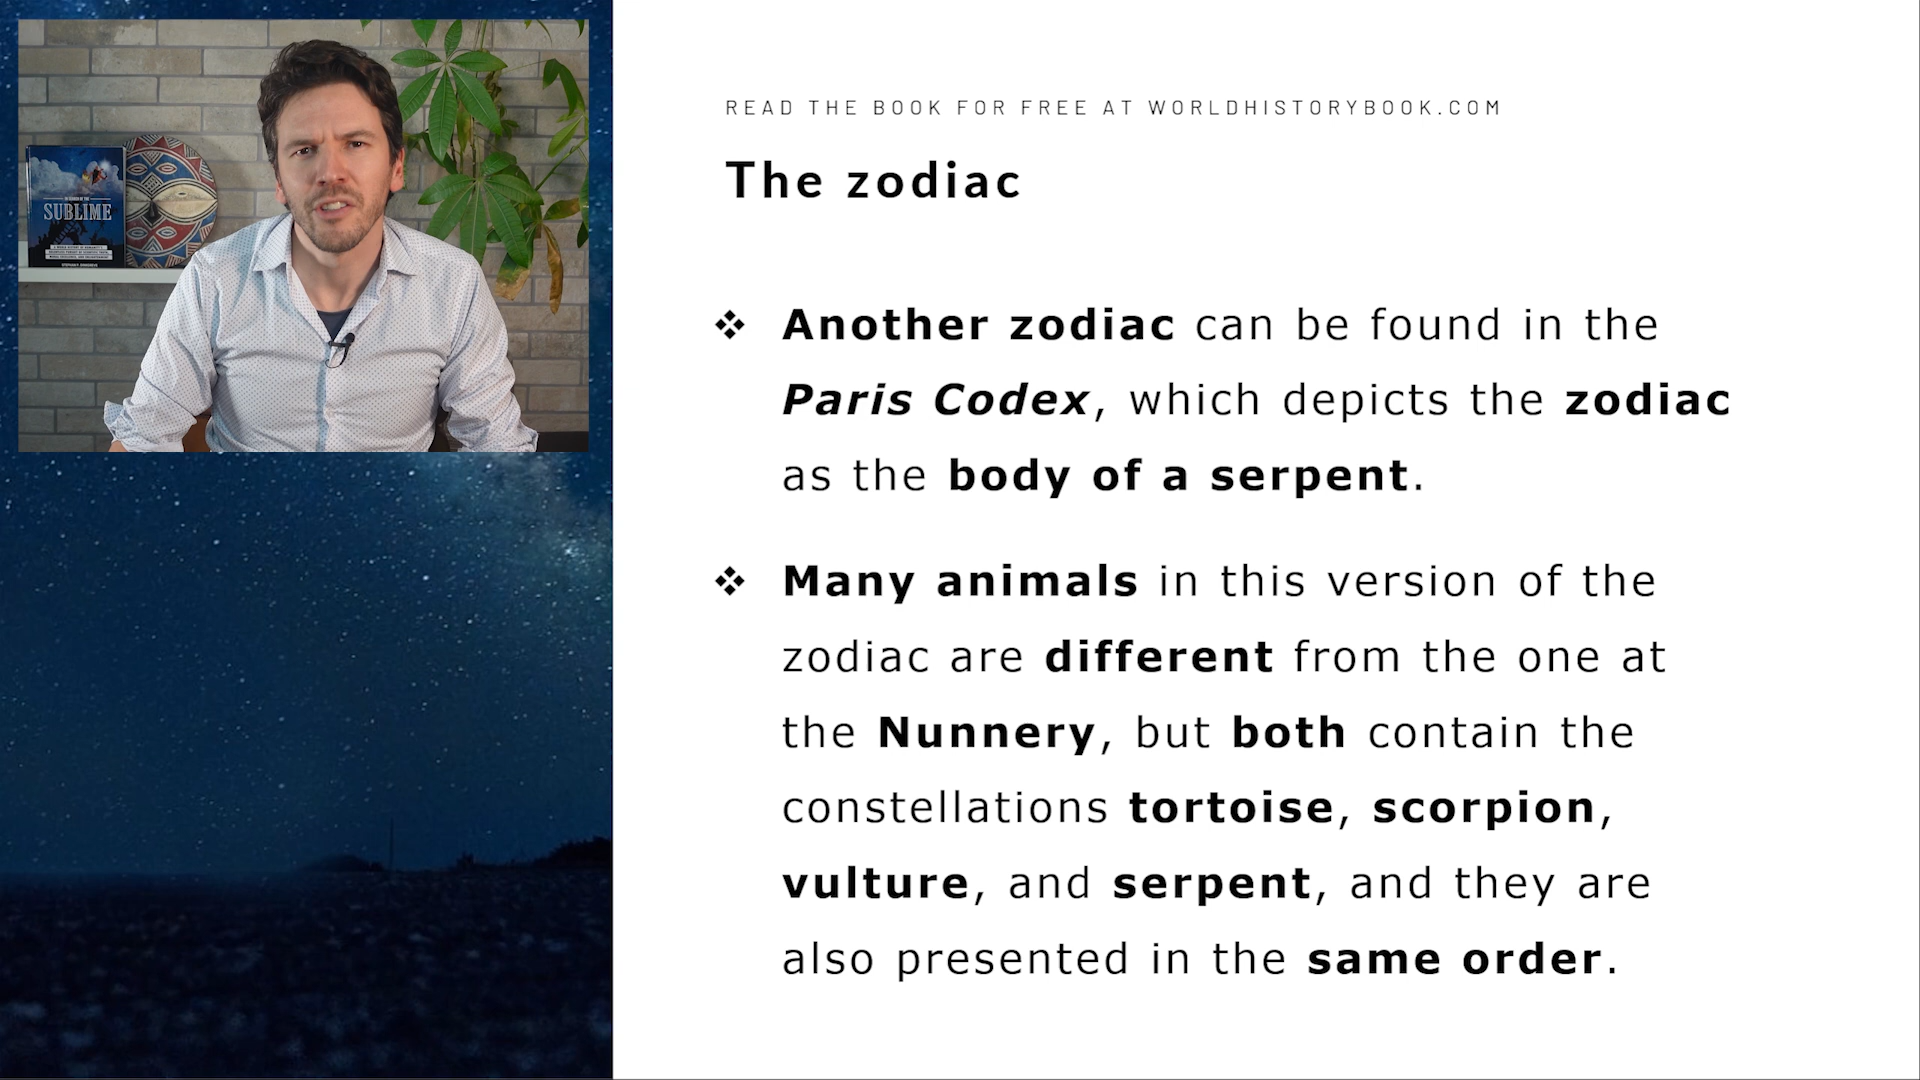 READ THE BOOK FOR FREE AT WORLDHISTORYBOOK.COM
The zodiac
❖ Another zodiac can be found in the
Paris Codex, which depicts the zodiac
as the body of a serpent.
❖ Many animals in this version of the
zodiac are different from the one at
the Nunnery, but both contain the
constellations tortoise, scorpion,
vulture, and serpent, and they are
also presented in the same order.
SUBLIME